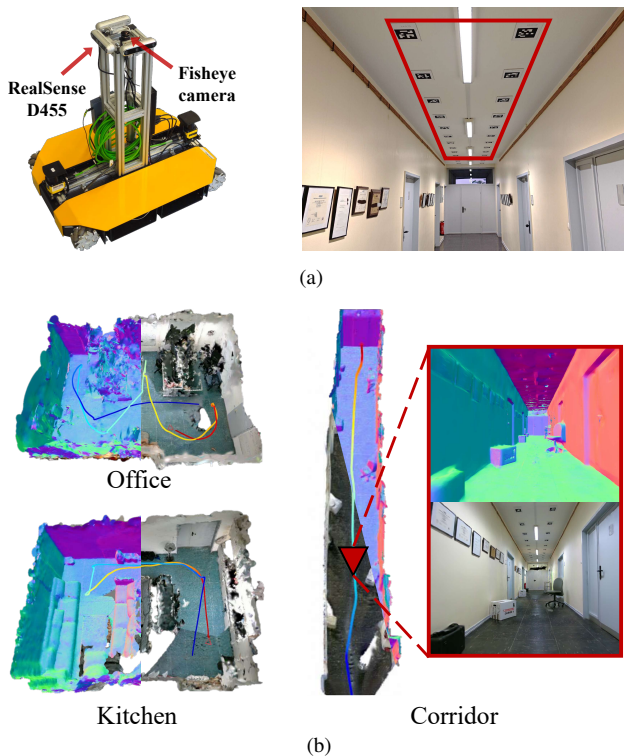 RealSense
D455
Fisheye
camera
(a)
Office
Kitchen
Corridor
(b)